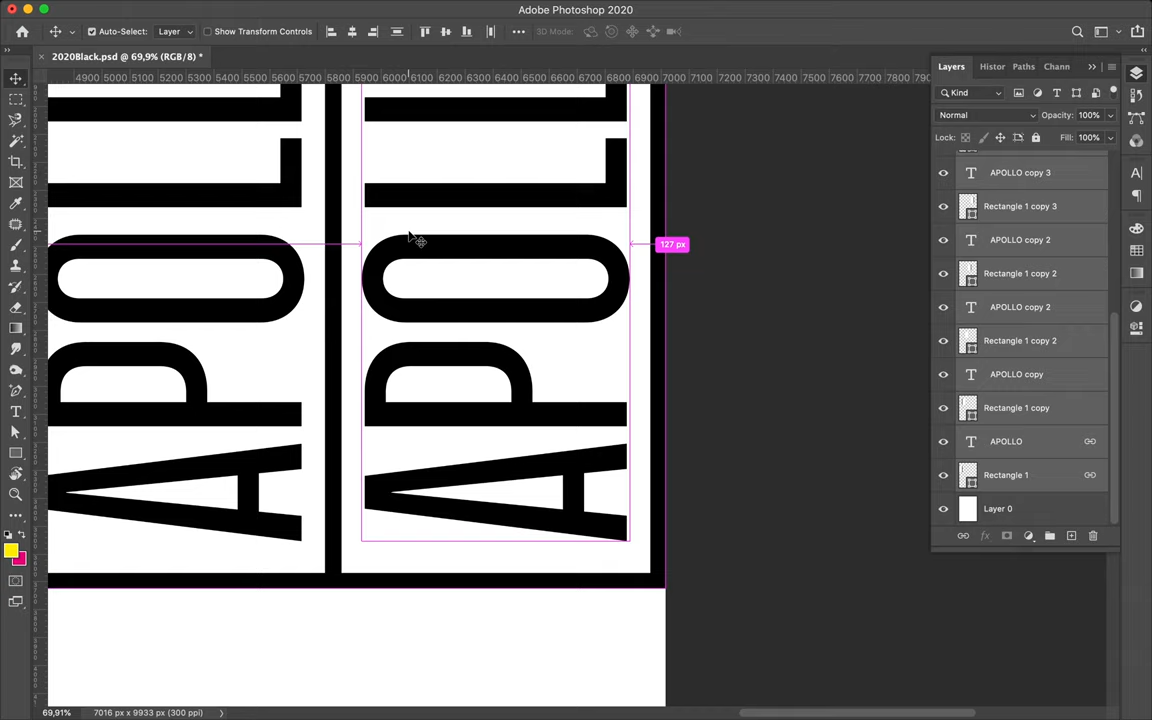 Adobe Photoshop 2020
Auto-Select: Layer Show Transform Controls 3D Mode:
2020Black.psd @ 69,9% (RGB/8) *
4900 5000 5100 5200 5300 5400 5500 5600 5700 5800 5900 6000 6100 6200 6300 6400 6500 6600 6700 6800 6900 7000 7100 7200 7300 7400 7500 7600 7700 7800 7900
Layers Histor Paths Chann
Kind
Normal Opacity: 100%
Lock: Fill: 100%
APOLLO copy 3
Rectangle 1 copy 3
APOLLO copy 2
Rectangle 1 copy 2
APOLLO copy 2
Rectangle 1 copy 2
APOLLO copy
Rectangle 1 copy
APOLLO
Rectangle 1
Layer 0
127 px
APOL
APOL
69,91% 7016 px x 9933 px (300 ppi)